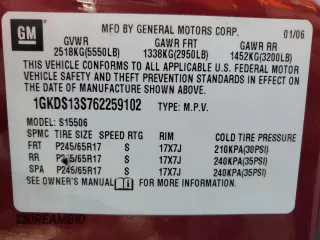 GM
MFD BY GENERAL MOTORS CORP. 01/06
GVWR GAWR FRT GAWR RR
2518KG(5550LB) 1338KG(2950LB) 1452KG(3200LB)
THIS VEHICLE CONFORMS TO ALL APPLICABLE U.S. FEDERAL MOTOR
VEHICLE SAFETY AND THEFT PREVENTION STANDARDS IN EFFECT ON
THE DATE OF MANUFACTURE SHOWN ABOVE.
1GKDS13S762259102 TYPE: M.P.V.
MODEL: S15506
SPMC TIRE SIZE SPEED RTG RIM COLD TIRE PRESSURE
FRT P245/65R17 S 17X7J 210KPA(30PSI)
RR P245/65R17 S 17X7J 240KPA(35PSI)
SPA P245/65R17 S 17X7J 240KPA(35PSI)
SEE OWNER'S MANUAL FOR MORE INFORMATION
DREAMBID